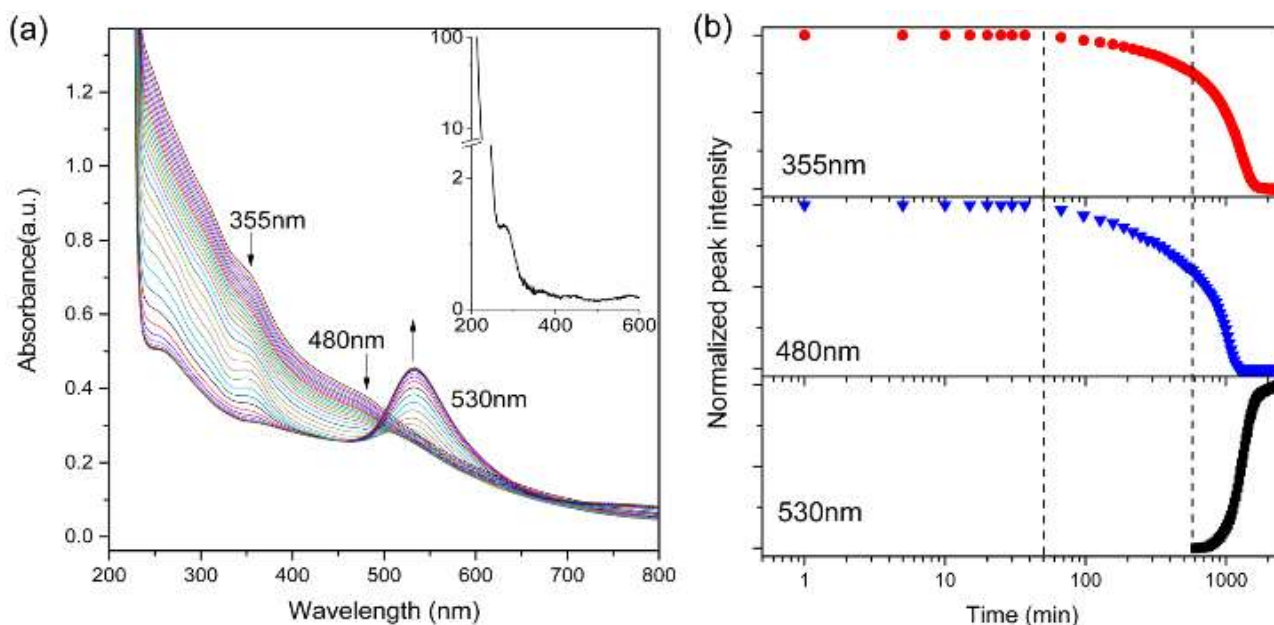 (a)
Absorbance(a.u.)
1.2
1.0
0.8
0.6
0.4
0.2
0.0
355nm
480nm
530nm
100
10
2
0
200 400 600
200 300 400 500 600 700 800
Wavelength (nm)
(b)
Normalized peak intensity
355nm
480nm
530nm
1 10 100 1000
Time (min)